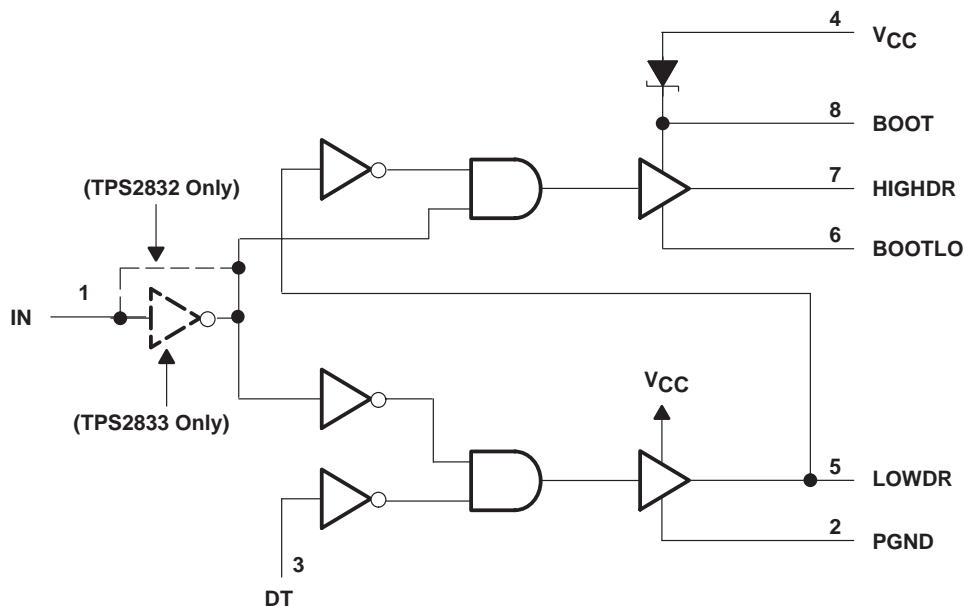 4
VCC
8
BOOT
(TPS2832 Only)
7
HIGHDR
6
BOOTLO
1
IN
VCC
(TPS2833 Only)
5
LOWDR
2
PGND
3
DT